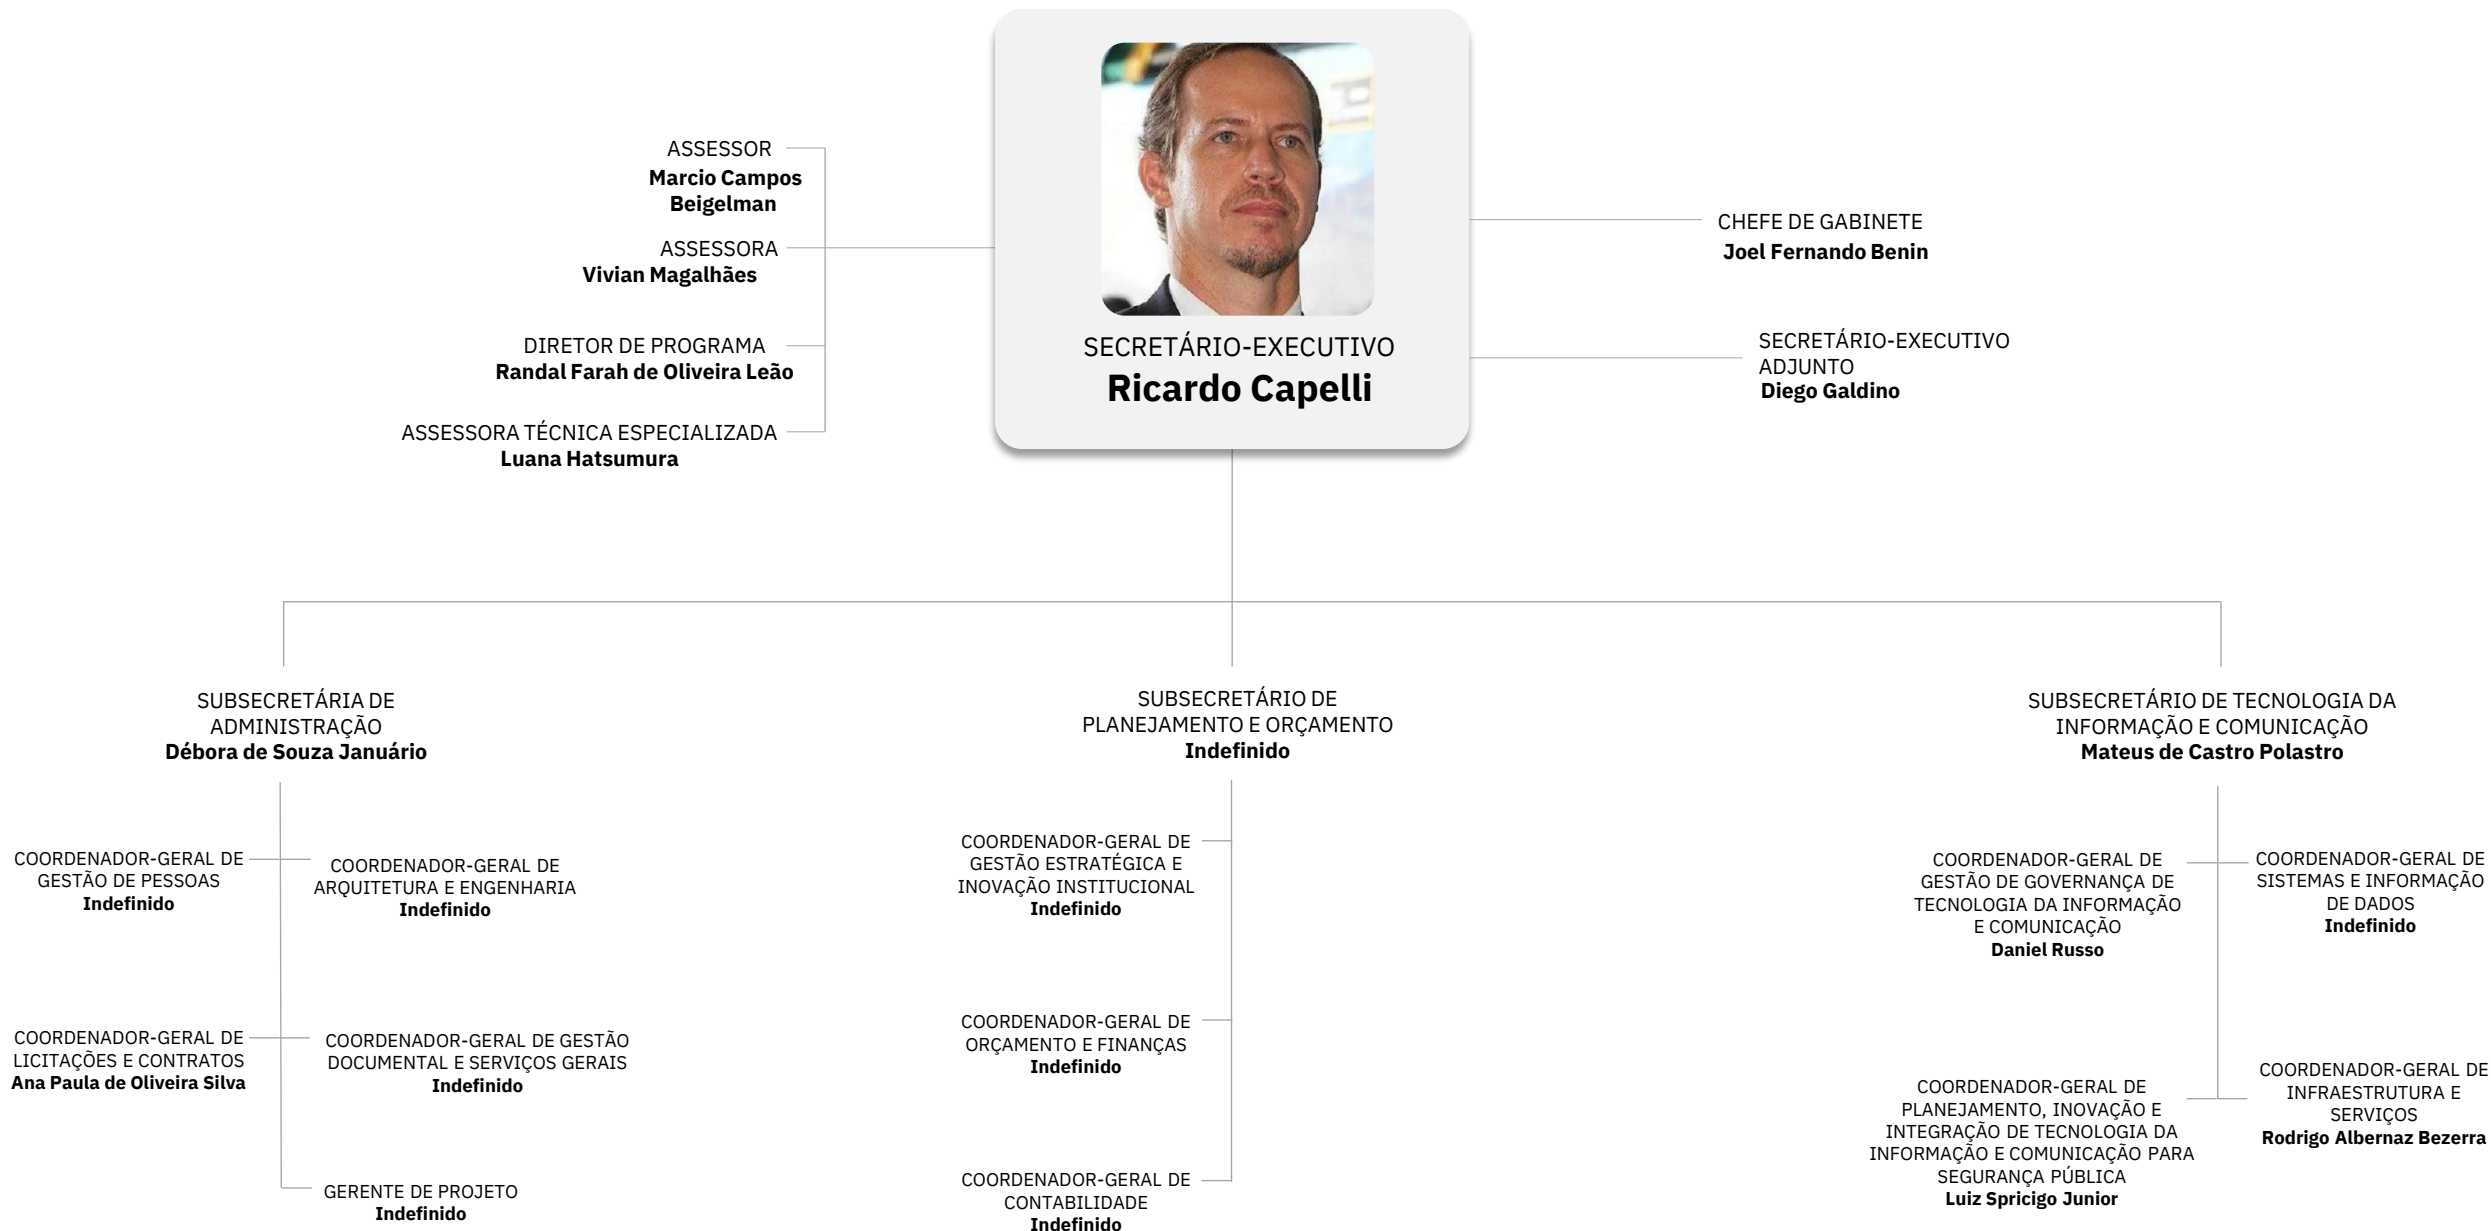 ASSESSOR
Marcio Campos
Beigelman
ASSESSORA
Vivian Magalhães
DIRETOR DE PROGRAMA
Randal Farah de Oliveira Leão
ASSESSORA TÉCNICA ESPECIALIZADA
Luana Hatsumura
SECRETÁRIO-EXECUTIVO
Ricardo Capelli
CHEFE DE GABINETE
Joel Fernando Benin
SECRETÁRIO-EXECUTIVO
ADJUNTO
Diego Galdino
SUBSECRETÁRIA DE
ADMINISTRAÇÃO
Débora de Souza Januário
COORDENADOR-GERAL DE
GESTÃO DE PESSOAS
Indefinido
COORDENADOR-GERAL DE
ARQUITETURA E ENGENHARIA
Indefinido
COORDENADOR-GERAL DE
LICITAÇÕES E CONTRATOS
Ana Paula de Oliveira Silva
COORDENADOR-GERAL DE GESTÃO
DOCUMENTAL E SERVIÇOS GERAIS
Indefinido
GERENTE DE PROJETO
Indefinido
SUBSECRETÁRIO DE
PLANEJAMENTO E ORÇAMENTO
Indefinido
COORDENADOR-GERAL DE
GESTÃO ESTRATÉGICA E
INOVAÇÃO INSTITUCIONAL
Indefinido
COORDENADOR-GERAL DE
ORÇAMENTO E FINANÇAS
Indefinido
COORDENADOR-GERAL DE
CONTABILIDADE
Indefinido
SUBSECRETÁRIO DE TECNOLOGIA DA
INFORMAÇÃO E COMUNICAÇÃO
Mateus de Castro Polastro
COORDENADOR-GERAL DE
GESTÃO DE GOVERNANÇA DE
TECNOLOGIA DA INFORMAÇÃO
E COMUNICAÇÃO
Daniel Russo
COORDENADOR-GERAL DE
SISTEMAS E INFORMAÇÃO
DE DADOS
Indefinido
COORDENADOR-GERAL DE
PLANEJAMENTO, INOVAÇÃO E
INTEGRAÇÃO DE TECNOLOGIA DA
INFORMAÇÃO E COMUNICAÇÃO PARA
SEGURANÇA PÚBLICA
Luiz Spricigo Junior
COORDENADOR-GERAL DE
INFRAESTRUTURA E
SERVIÇOS
Rodrigo Albernaz Bezerra